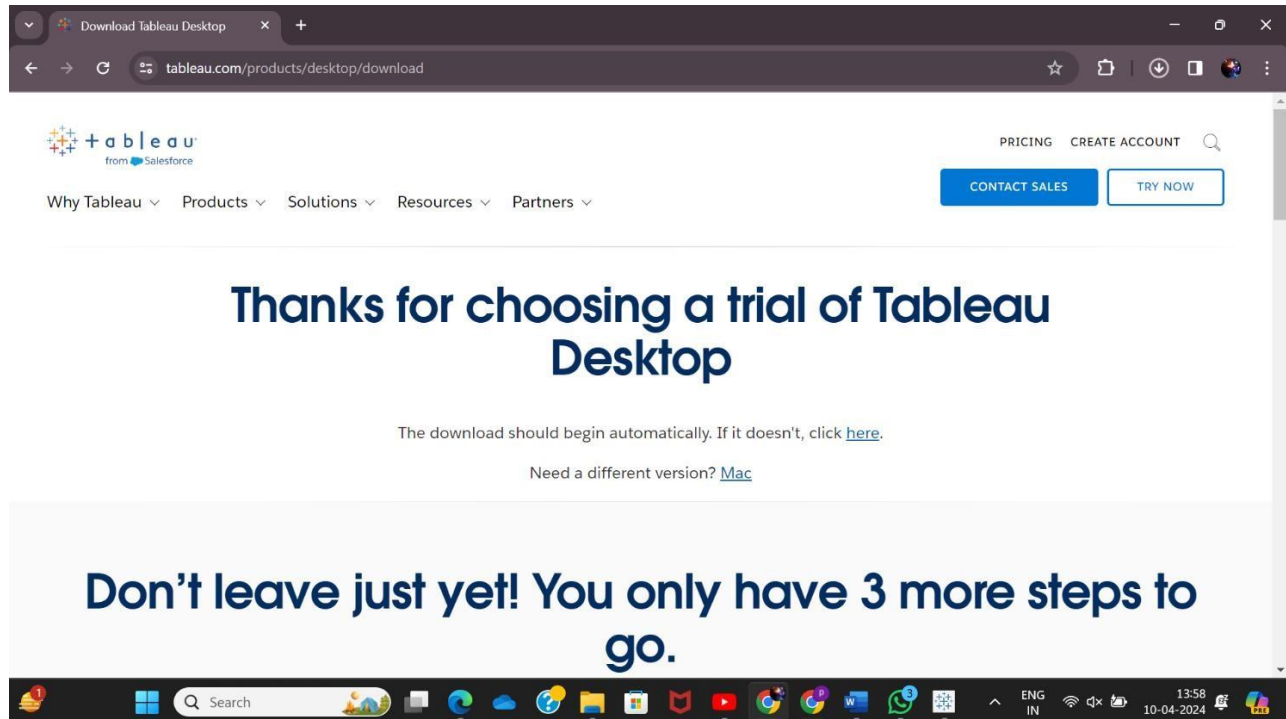 Download Tableau Desktop
tableau.com/products/desktop/download
+ a b | e a u
from Salesforce
PRICING CREATE ACCOUNT
CONTACT SALES TRY NOW
Why Tableau Products Solutions Resources Partners
Thanks for choosing a trial of Tableau
Desktop
The download should begin automatically. If it doesn't, click here.
Need a different version? Mac
Don't leave just yet! You only have 3 more steps to
go.
1
Search
P
W
3
ENG
IN
13:58
10-04-2024
PRE